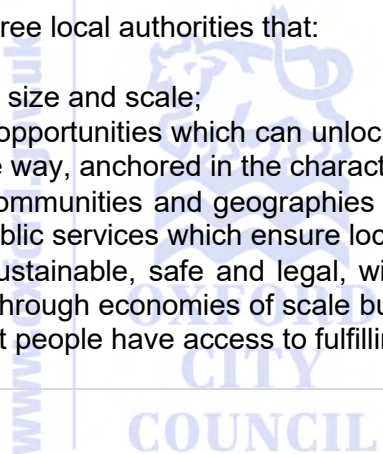 ree local authorities that:
size and scale;
opportunities which can unloc
e way, anchored in the charact
ommunities and geographies
ublic services which ensure loc
ustainable, safe and legal, wi
hrough economies of scale bu
t people have access to fulfillin
OXFORD
CITY
COUNCIL
www.oxford.gov.uk